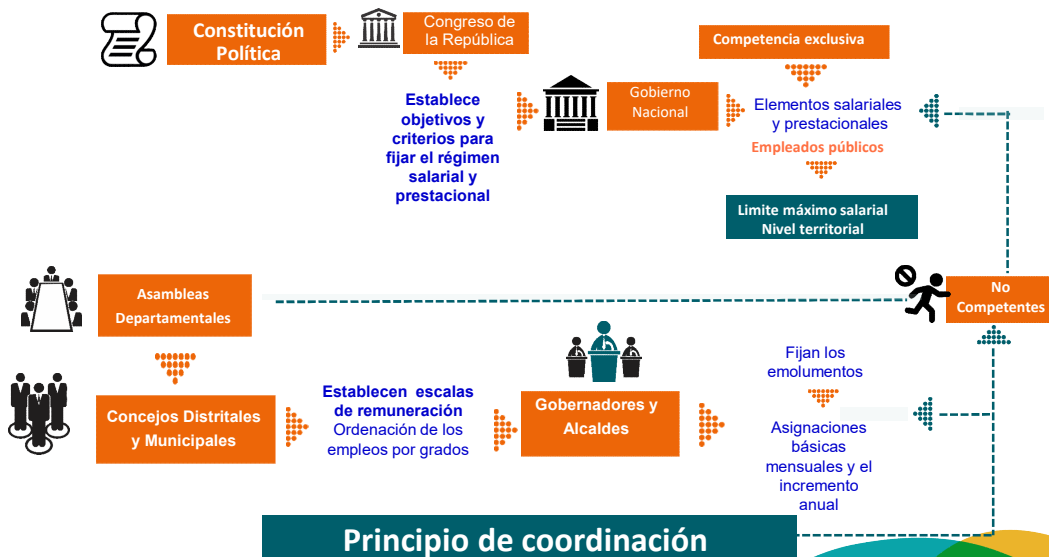 Constitución
Política
Congreso de
la República
Competencia exclusiva
Establece
objetivos y
criterios para
fijar el régimen
salarial y
prestacional
Gobierno
Nacional
Elementos salariales
y prestacionales
Empleados públicos
Limite máximo salarial
Nivel territorial
Asambleas
Departamentales
No
Competentes
Concejos Distritales
y Municipales
Establecen escalas
de remuneración
Ordenación de los
empleos por grados
Gobernadores y
Alcaldes
Fijan los
emolumentos
Asignaciones
básicas
mensuales y el
incremento
anual
Principio de coordinación